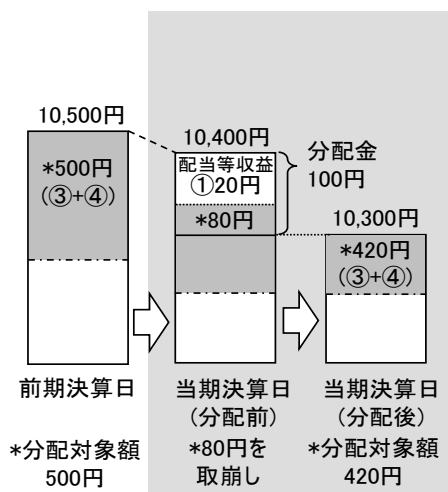 10,500円
*500円
(③+④)
10,400円
配当等収益
①20円
*80円
分配金
100円
10,300円
*420円
(③+④)
前期決算日
当期決算日
(分配前)
当期決算日
(分配後)
*分配対象額
500円
*80円を
取崩し
*分配対象額
420円